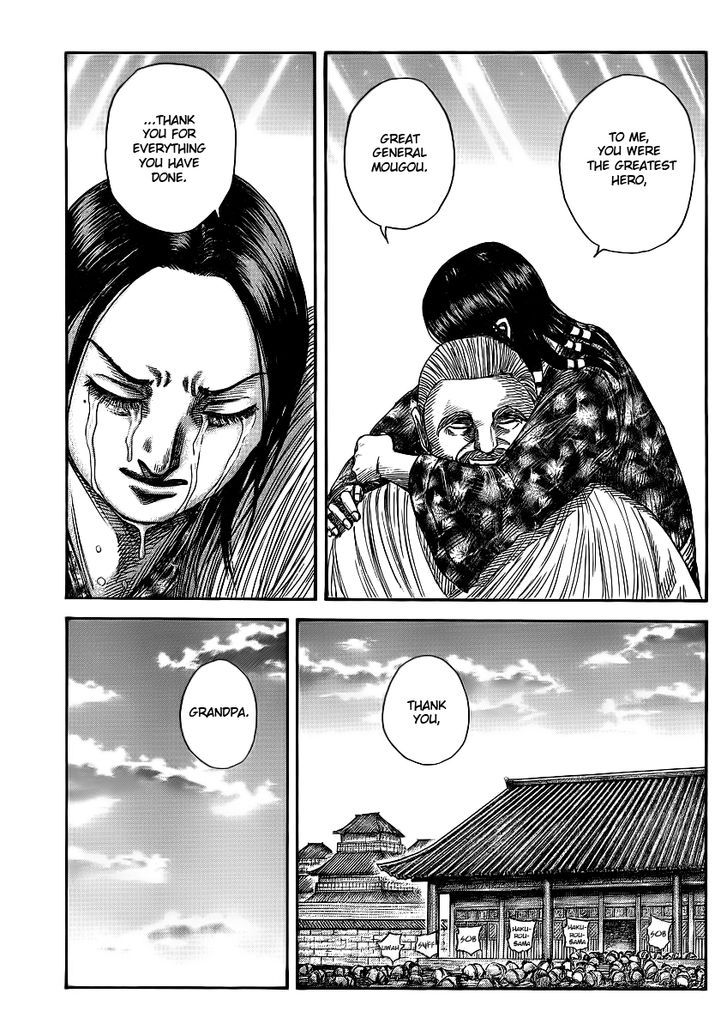 TO ME,
YOU WERE
THE GREATEST
HERO,
GREAT
GENERAL
MOUGOU.
...THANK
YOU FOR
EVERYTHING
YOU HAVE
DONE.
THANK
YOU,
GRANDPA.
SOB
HAKU-
ROU-
SAMA
HAKU-
ROU-
SAMA
SOB